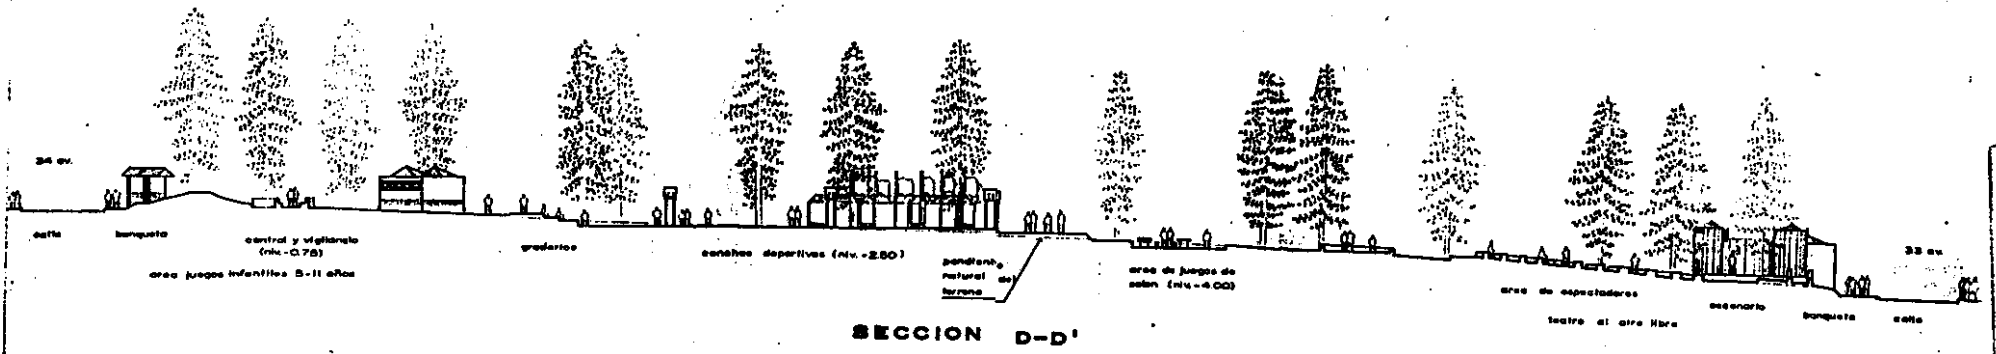 34 av.
calle
banqueta
control y vigilancia
(niv.-0.75)
area juegos infantiles 5-11 años
graderios
canchas deportivas (niv.-2.50)
pendiente
natural del
terreno
area de juegos de
salon (niv.-4.00)
area de espectadores
teatro al aire libre
escenario
banqueta
calle
33 av.
SECCION D-D'